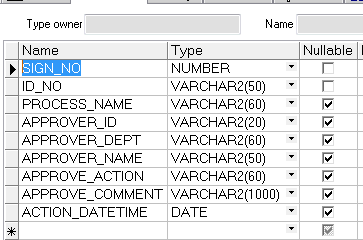 Type owner Name
Name Type Nullable
SIGN_NO NUMBER
ID_NO VARCHAR2(50)
PROCESS_NAME VARCHAR2(60)
APPROVER_ID VARCHAR2(20)
APPROVER_DEPT VARCHAR2(60)
APPROVER_NAME VARCHAR2(50)
APPROVE_ACTION VARCHAR2(60)
APPROVE_COMMENT VARCHAR2(1000)
ACTION_DATETIME DATE